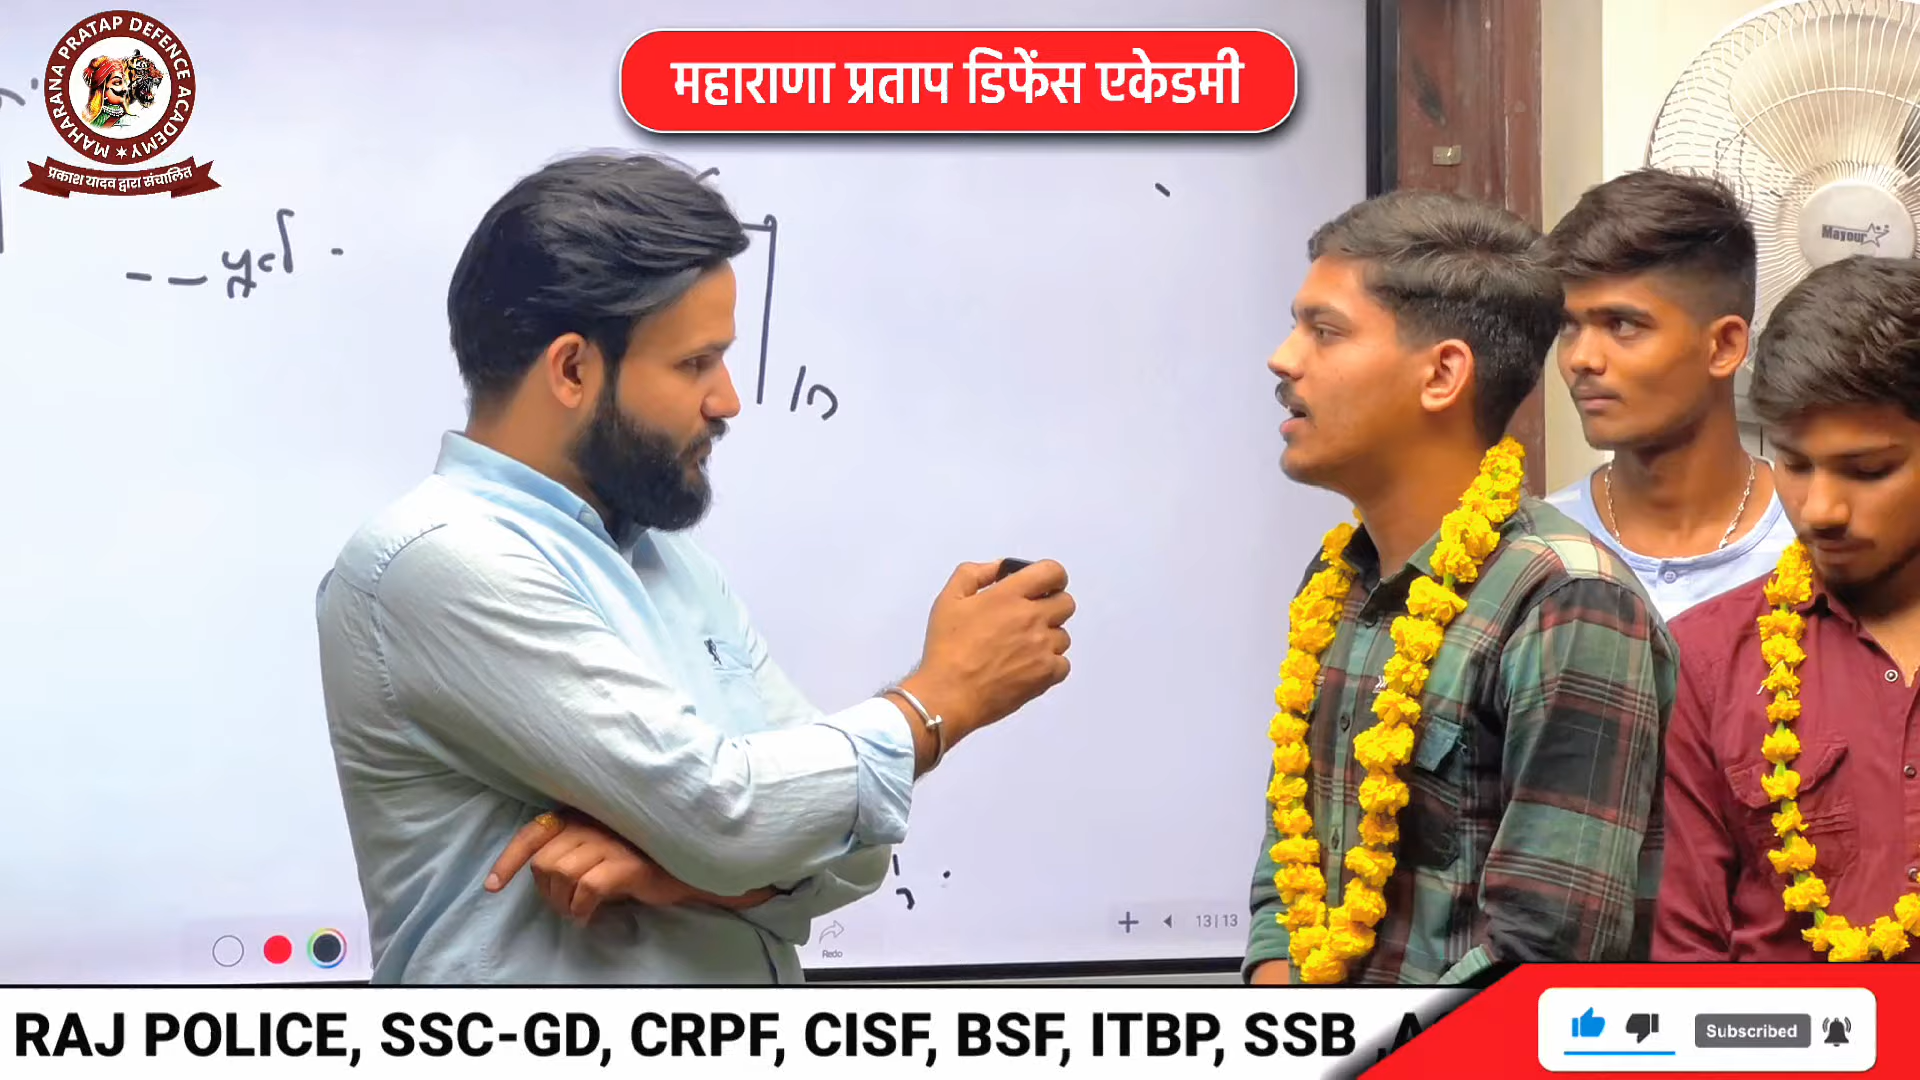 MAHARANA PRATAP DEFENCE ACADEMY
प्रकाश यादव द्वारा संचालित
महाराणा प्रताप डिफेंस एकेडमी
Mayour
-- पूर्व -
10
Redo
13|13
RAJ POLICE, SSC-GD, CRPF, CISF, BSF, ITBP, SSB ,A
Subscribed